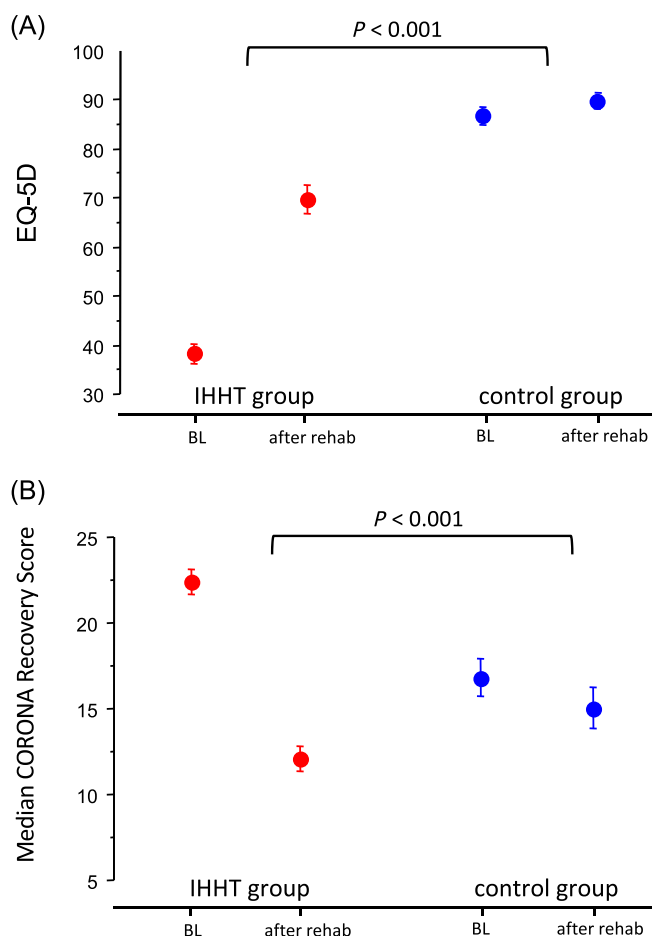 (A)
P < 0.001
100
90
80
70
60
50
40
30
EQ-5D
IHHT group
control group
BL
after rehab
BL
after rehab
(B)
P < 0.001
25
20
15
10
5
Median CORONA Recovery Score
IHHT group
control group
BL
after rehab
BL
after rehab